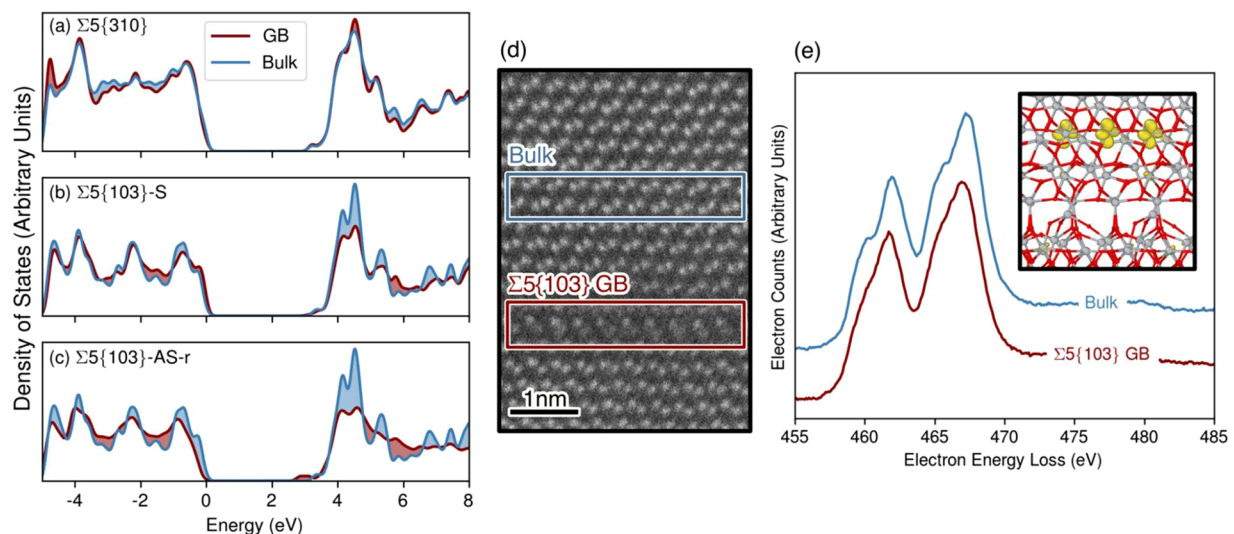 (a) Σ5{310}
GB
Bulk
(b) Σ5{103}-S
(c) Σ5{103}-AS-r
Density of States (Arbitrary Units)
-4 -2 0 2 4 6 8
Energy (eV)
(d)
Bulk
Σ5{103} GB
1nm
(e)
Electron Counts (Arbitrary Units)
Bulk
Σ5{103} GB
455 460 465 470 475 480 485
Electron Energy Loss (eV)